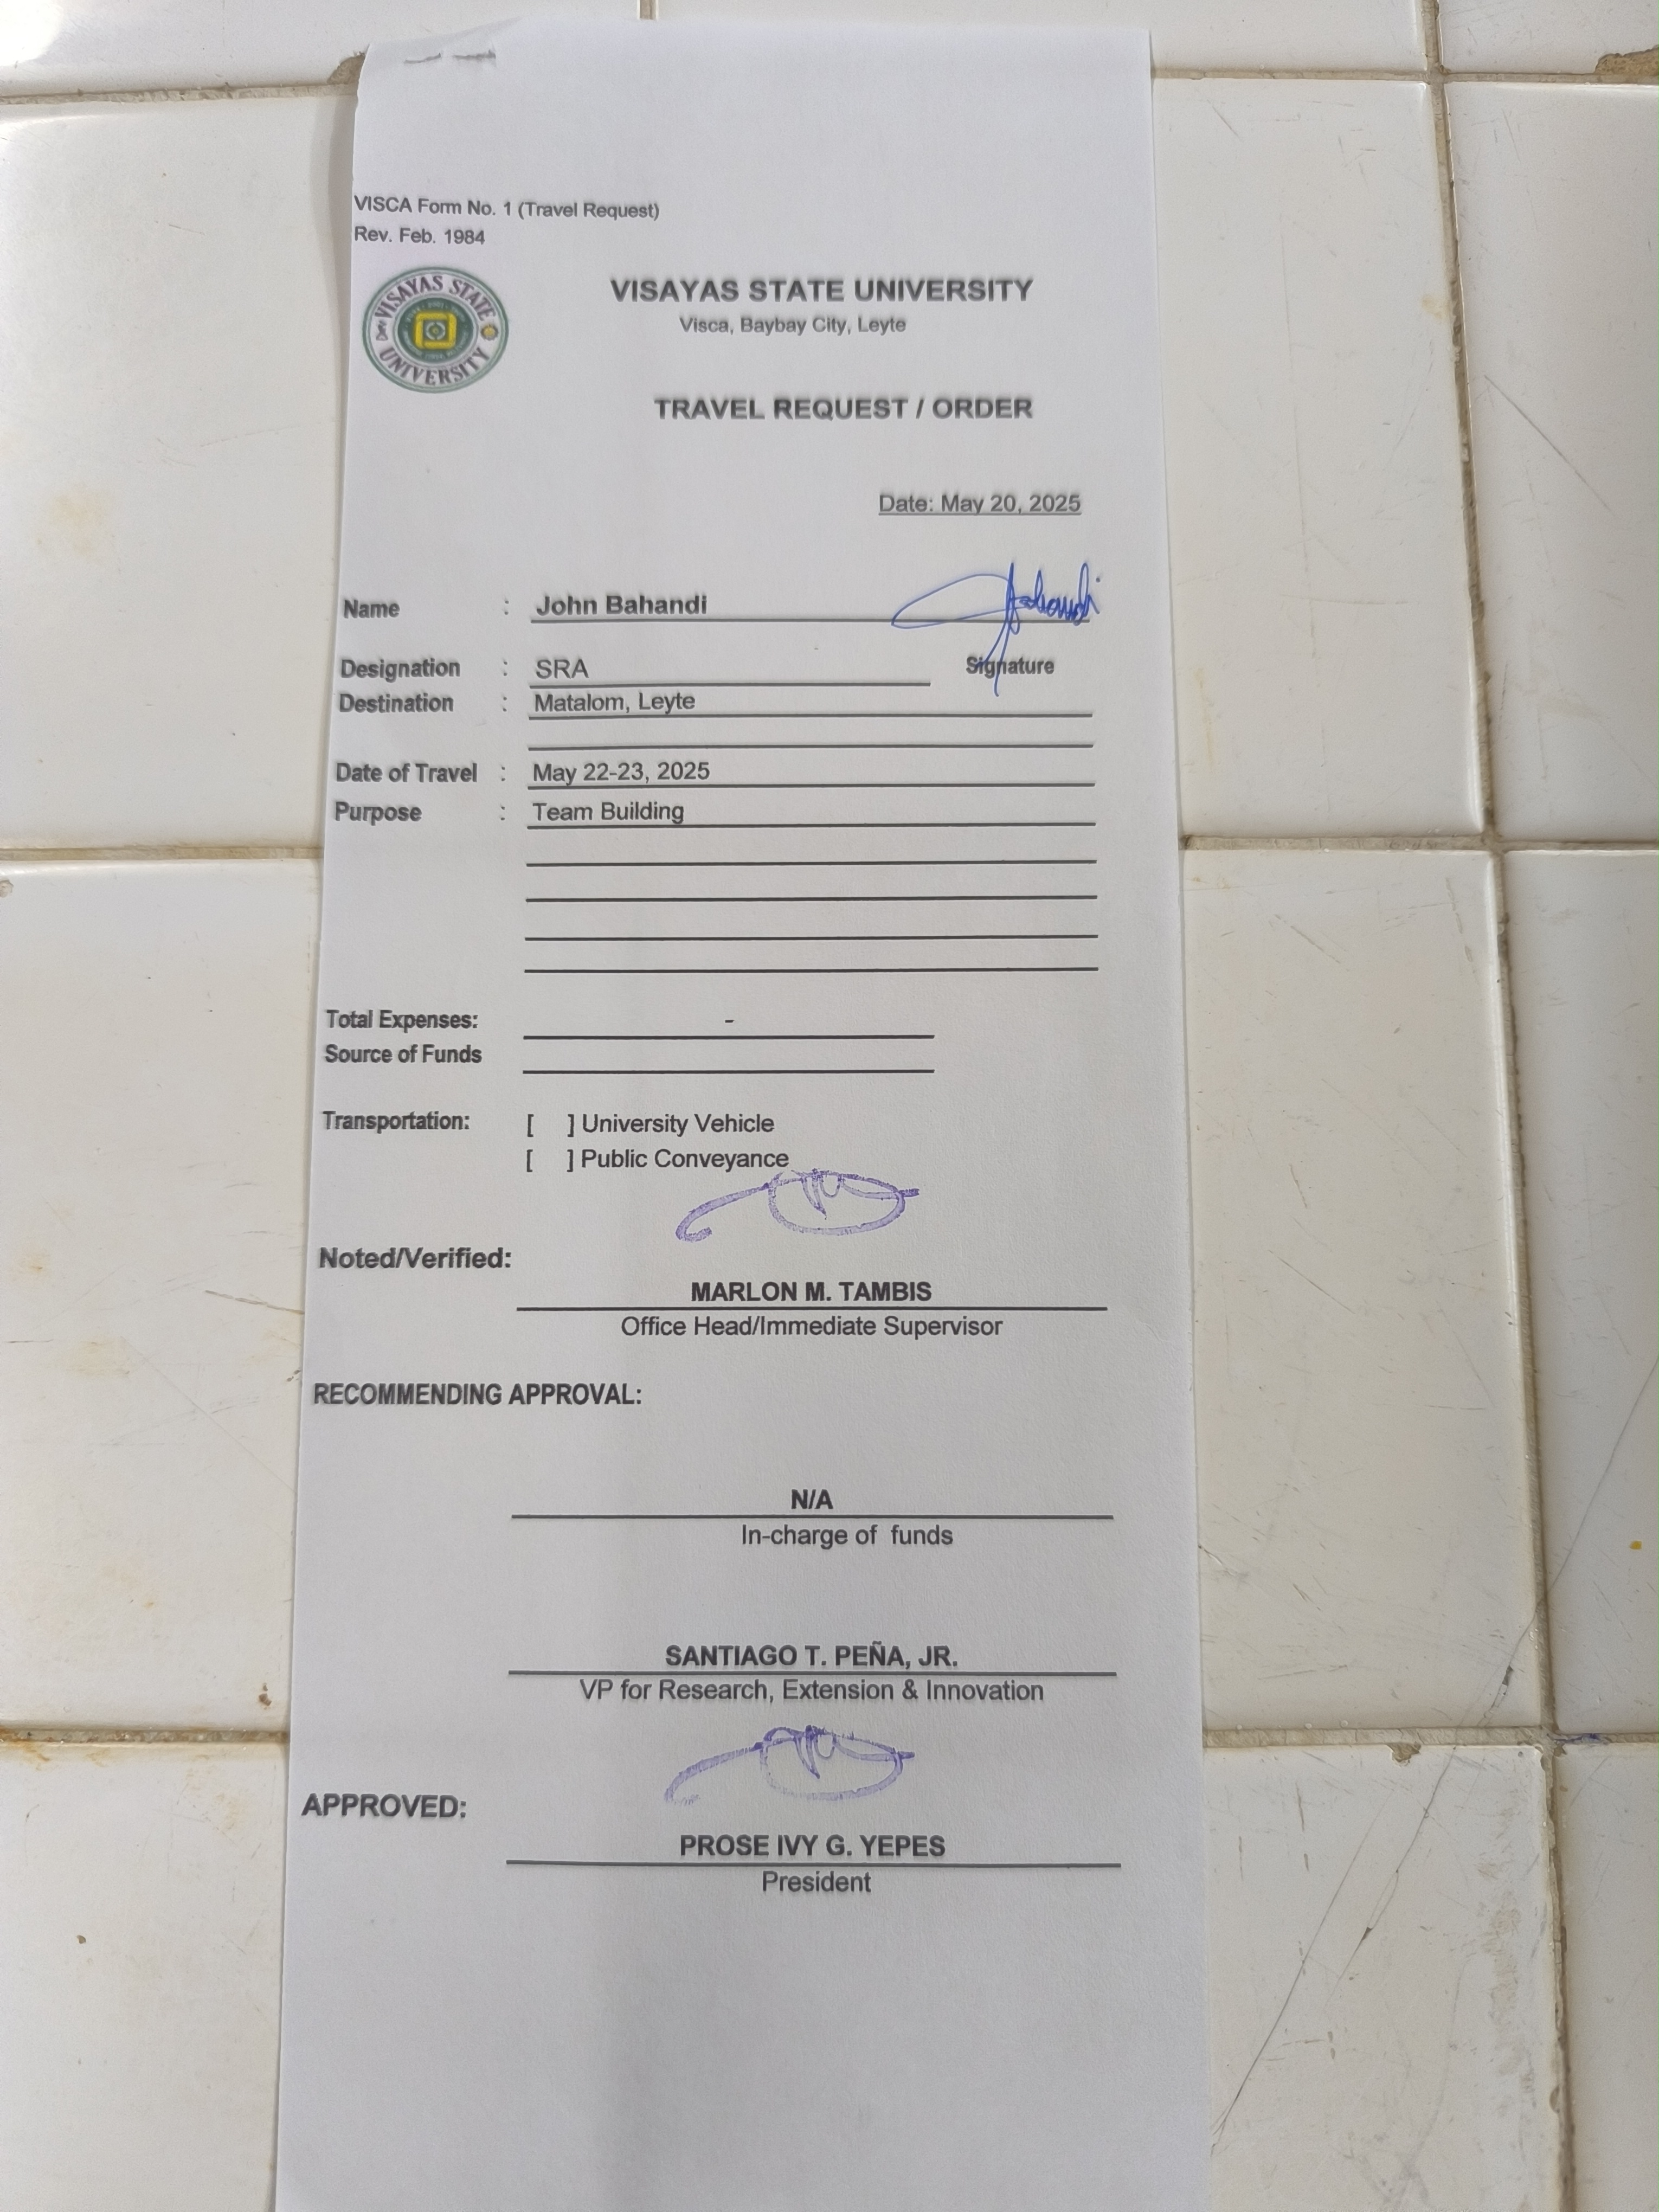 VISCA Form No. 1 (Travel Request)
Rev. Feb. 1984
VISAYAS STATE
UNIVERSITY
VISAYAS STATE UNIVERSITY
Visca, Baybay City, Leyte
TRAVEL REQUEST / ORDER
Date: May 20, 2025
Name : John Bahandi
Designation : SRA Signature
Destination : Matalom, Leyte
Date of Travel : May 22-23, 2025
Purpose : Team Building
Total Expenses: -
Source of Funds
Transportation: [ ] University Vehicle
[ ] Public Conveyance
Noted/Verified:
MARLON M. TAMBIS
Office Head/Immediate Supervisor
RECOMMENDING APPROVAL:
N/A
In-charge of funds
SANTIAGO T. PEÑA, JR.
VP for Research, Extension & Innovation
APPROVED:
PROSE IVY G. YEPES
President